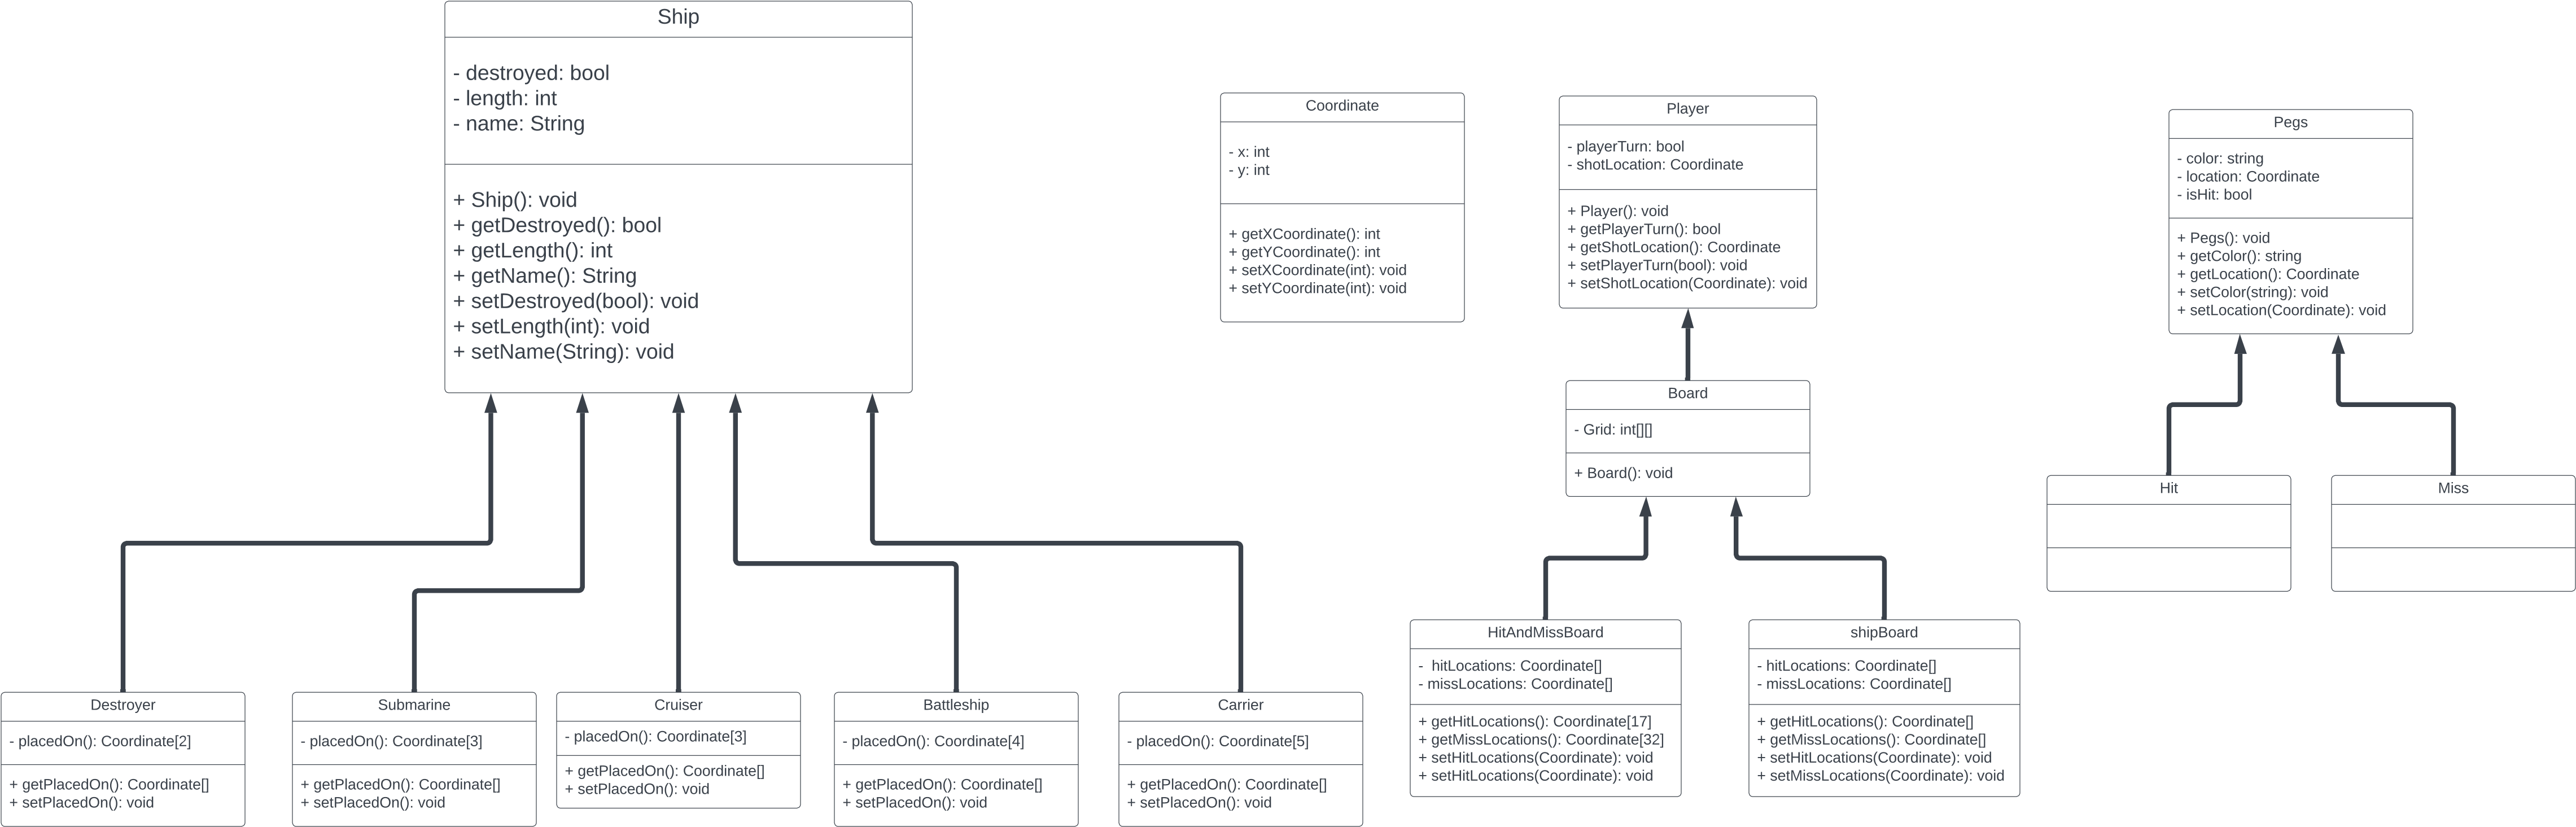 Ship
- destroyed: bool
- length: int
- name: String
+ Ship(): void
+ getDestroyed(): bool
+ getLength(): int
+ getName(): String
+ setDestroyed(bool): void
+ setLength(int): void
+ setName(String): void
Coordinate
- x: int
- y: int
+ getXCoordinate(): int
+ getYCoordinate(): int
+ setXCoordinate(int): void
+ setYCoordinate(int): void
Player
- playerTurn: bool
- shotLocation: Coordinate
+ Player(): void
+ getPlayerTurn(): bool
+ getShotLocation(): Coordinate
+ setPlayerTurn(bool): void
+ setShotLocation(Coordinate): void
Pegs
- color: string
- location: Coordinate
- isHit: bool
+ Pegs(): void
+ getColor(): string
+ getLocation(): Coordinate
+ setColor(string): void
+ setLocation(Coordinate): void
Board
- Grid: int[][]
+ Board(): void
Hit
Miss
HitAndMissBoard
- hitLocations: Coordinate[]
- missLocations: Coordinate[]
+ getHitLocations(): Coordinate[17]
+ getMissLocations(): Coordinate[32]
+ setHitLocations(Coordinate): void
+ setHitLocations(Coordinate): void
shipBoard
- hitLocations: Coordinate[]
- missLocations: Coordinate[]
+ getHitLocations(): Coordinate[]
+ getMissLocations(): Coordinate[]
+ setHitLocations(Coordinate): void
+ setMissLocations(Coordinate): void
Destroyer
- placedOn(): Coordinate[2]
+ getPlacedOn(): Coordinate[]
+ setPlacedOn(): void
Submarine
- placedOn(): Coordinate[3]
+ getPlacedOn(): Coordinate[]
+ setPlacedOn(): void
Cruiser
- placedOn(): Coordinate[3]
+ getPlacedOn(): Coordinate[]
+ setPlacedOn(): void
Battleship
- placedOn(): Coordinate[4]
+ getPlacedOn(): Coordinate[]
+ setPlacedOn(): void
Carrier
- placedOn(): Coordinate[5]
+ getPlacedOn(): Coordinate[]
+ setPlacedOn(): void